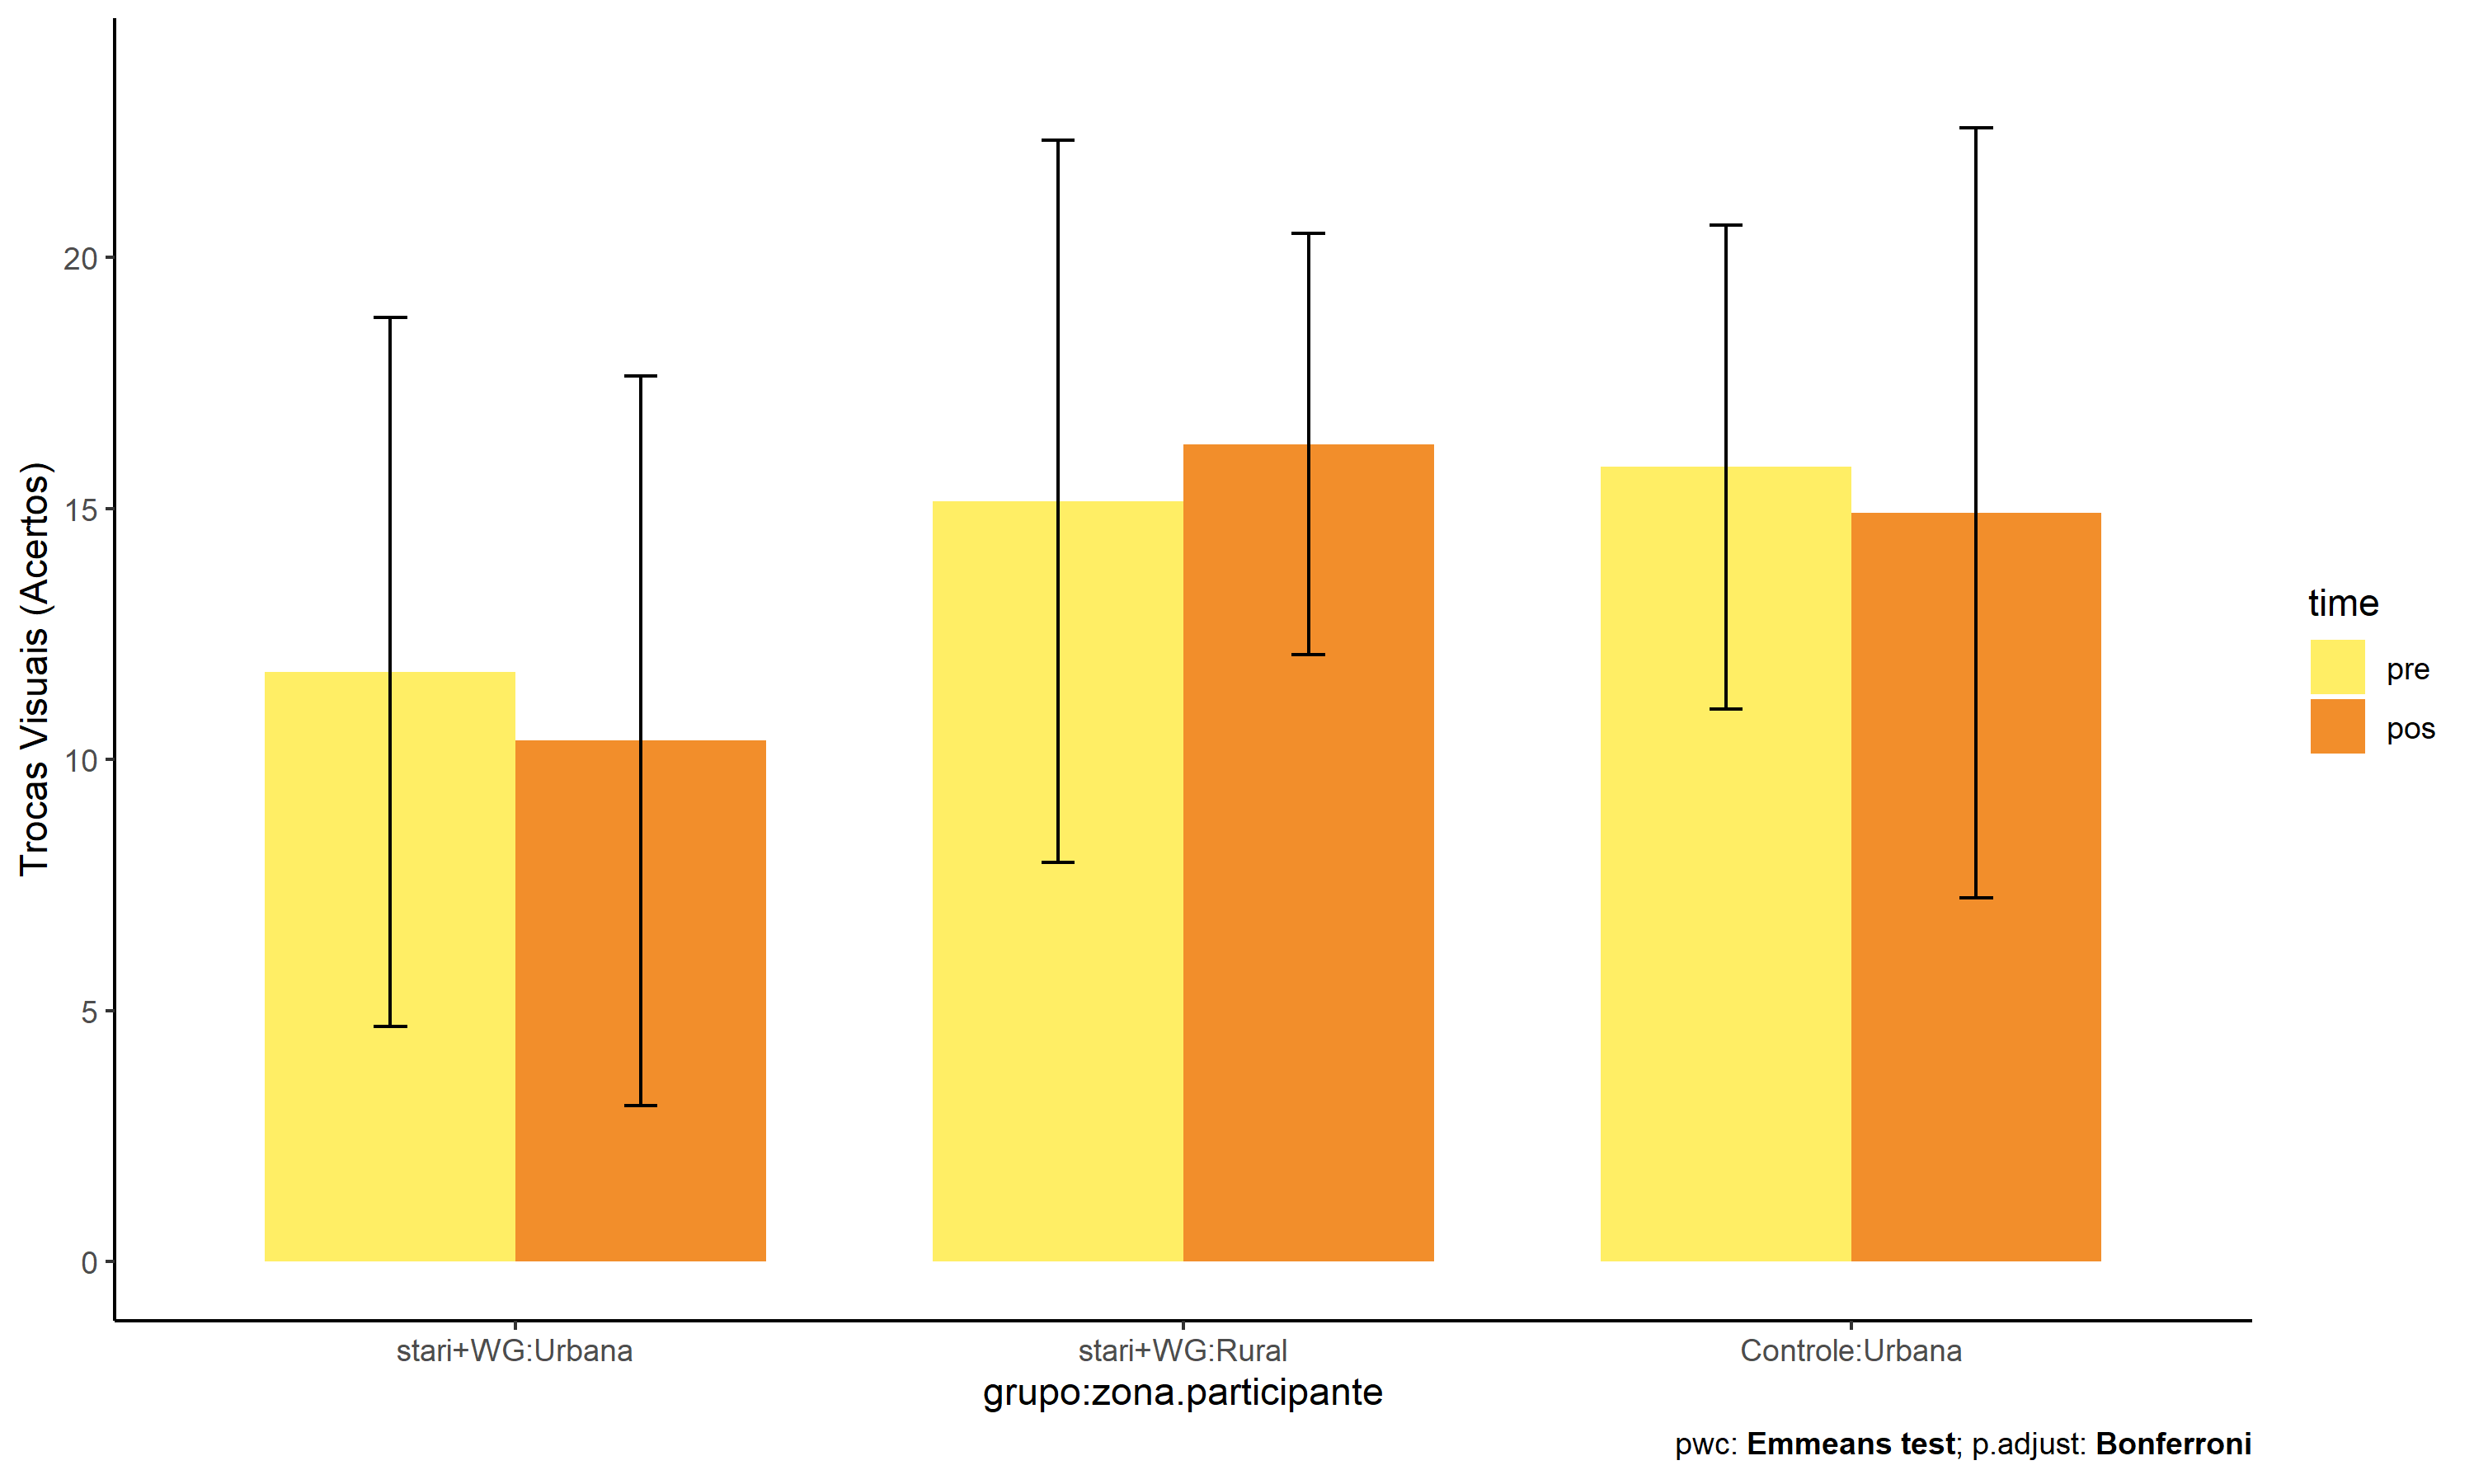 Trocas Visuais (Acertos)
20
15
10
5
0
stari+WG:Urbana
stari+WG:Rural
Controle:Urbana
grupo:zona.participante
time
pre
pos
pwc: Emmeans test; p.adjust: Bonferroni